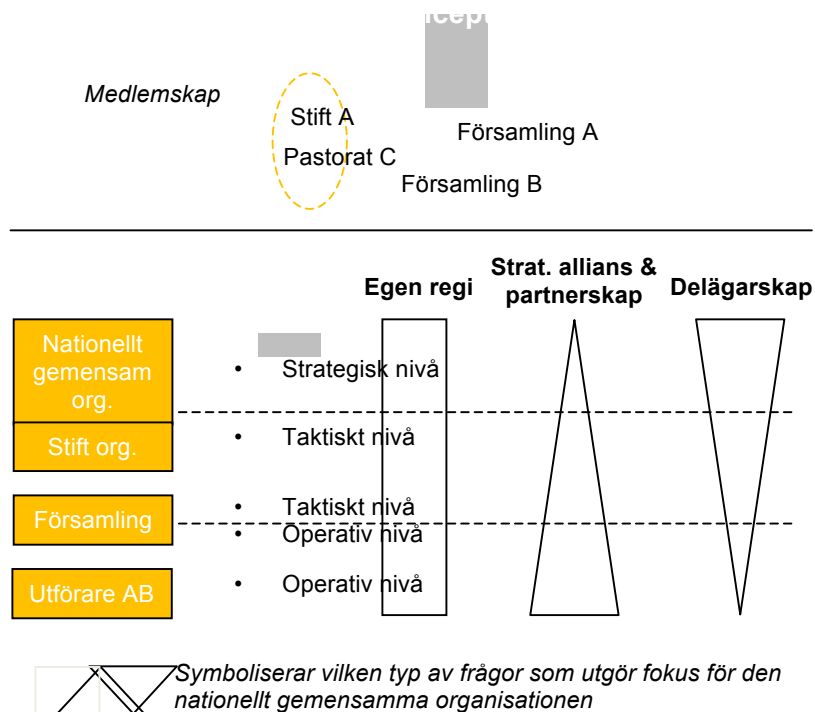 Medlemskap
Stift A
Pastorat C
Församling A
Församling B
Egen regi
Strat. allians &
partnerskap
Delägarskap
Nationellt
gemensam
org.
• Strategisk nivå
Stift org.
• Taktiskt nivå
Församling
• Taktiskt nivå
• Operativ nivå
Utförare AB
• Operativ nivå
Symboliserar vilken typ av frågor som utgör fokus för den
nationellt gemensamma organisationen